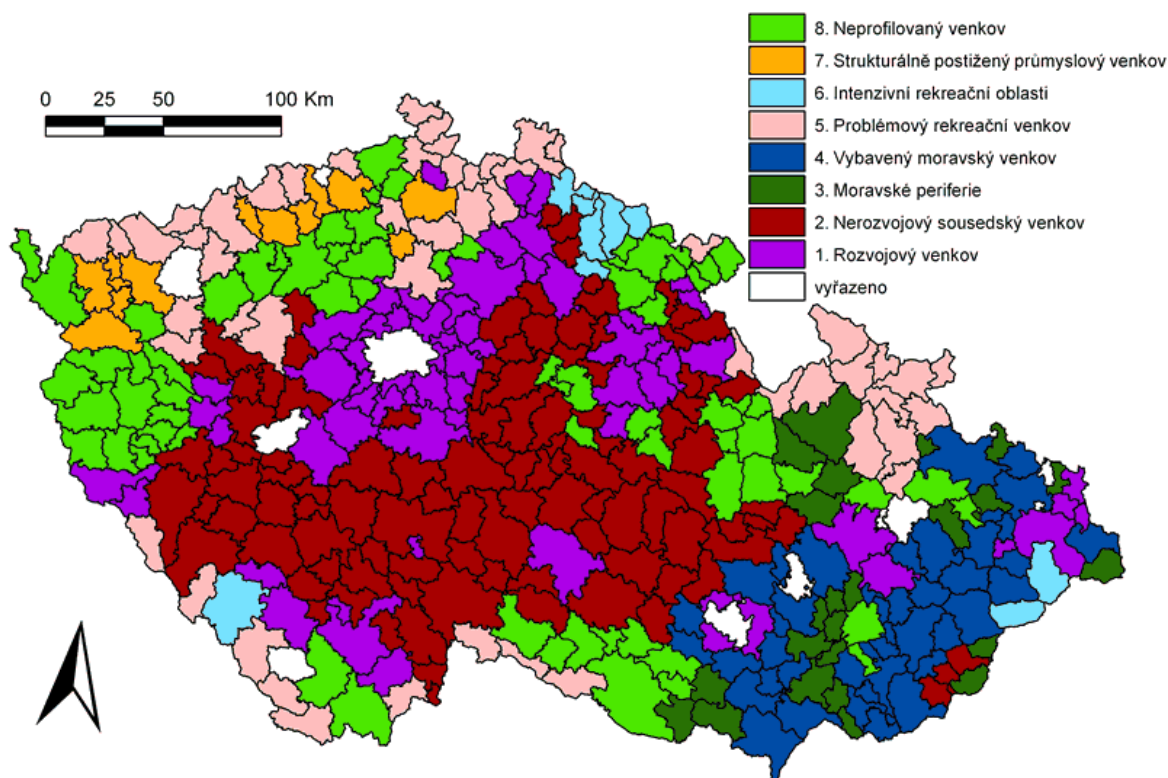 8. Neprofilovaný venkov
7. Strukturálně postižený průmyslový venkov
6. Intenzivní rekreační oblasti
5. Problémový rekreační venkov
4. Vybavený moravský venkov
3. Moravské periferie
2. Nerozvojový sousedský venkov
1. Rozvojový venkov
vyřazeno
0 25 50 100 Km